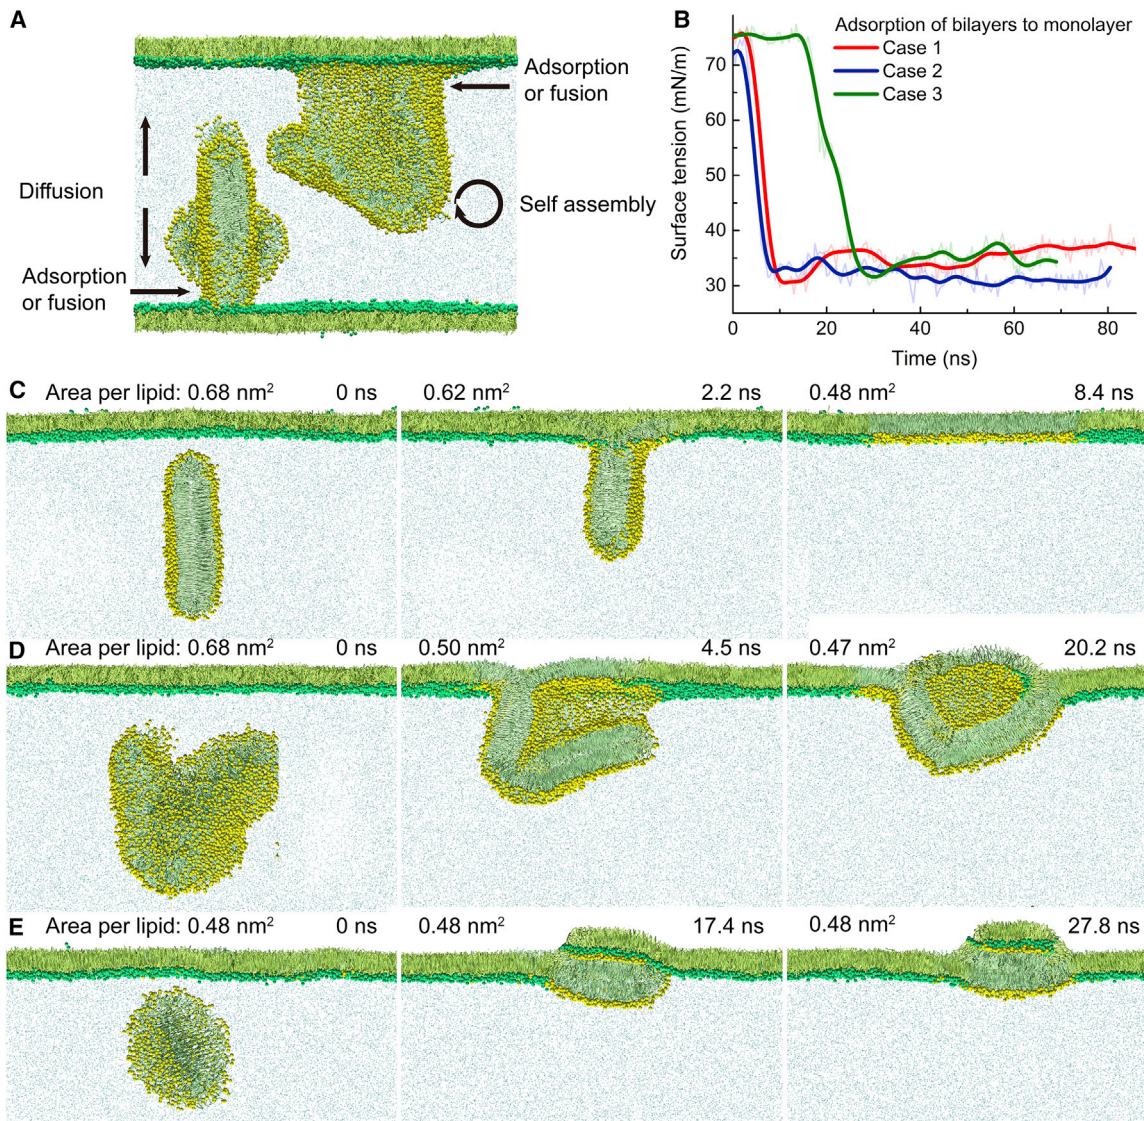 A
Adsorption
or fusion
Diffusion
Self assembly
Adsorption
or fusion
B
Adsorption of bilayers to monolayer
Case 1
Case 2
Case 3
Surface tension (mN/m)
70
60
50
40
30
0
20
40
60
80
Time (ns)
C Area per lipid: 0.68 nm² 0 ns 0.62 nm² 2.2 ns 0.48 nm² 8.4 ns
D Area per lipid: 0.68 nm² 0 ns 0.50 nm² 4.5 ns 0.47 nm² 20.2 ns
E Area per lipid: 0.48 nm² 0 ns 0.48 nm² 17.4 ns 0.48 nm² 27.8 ns